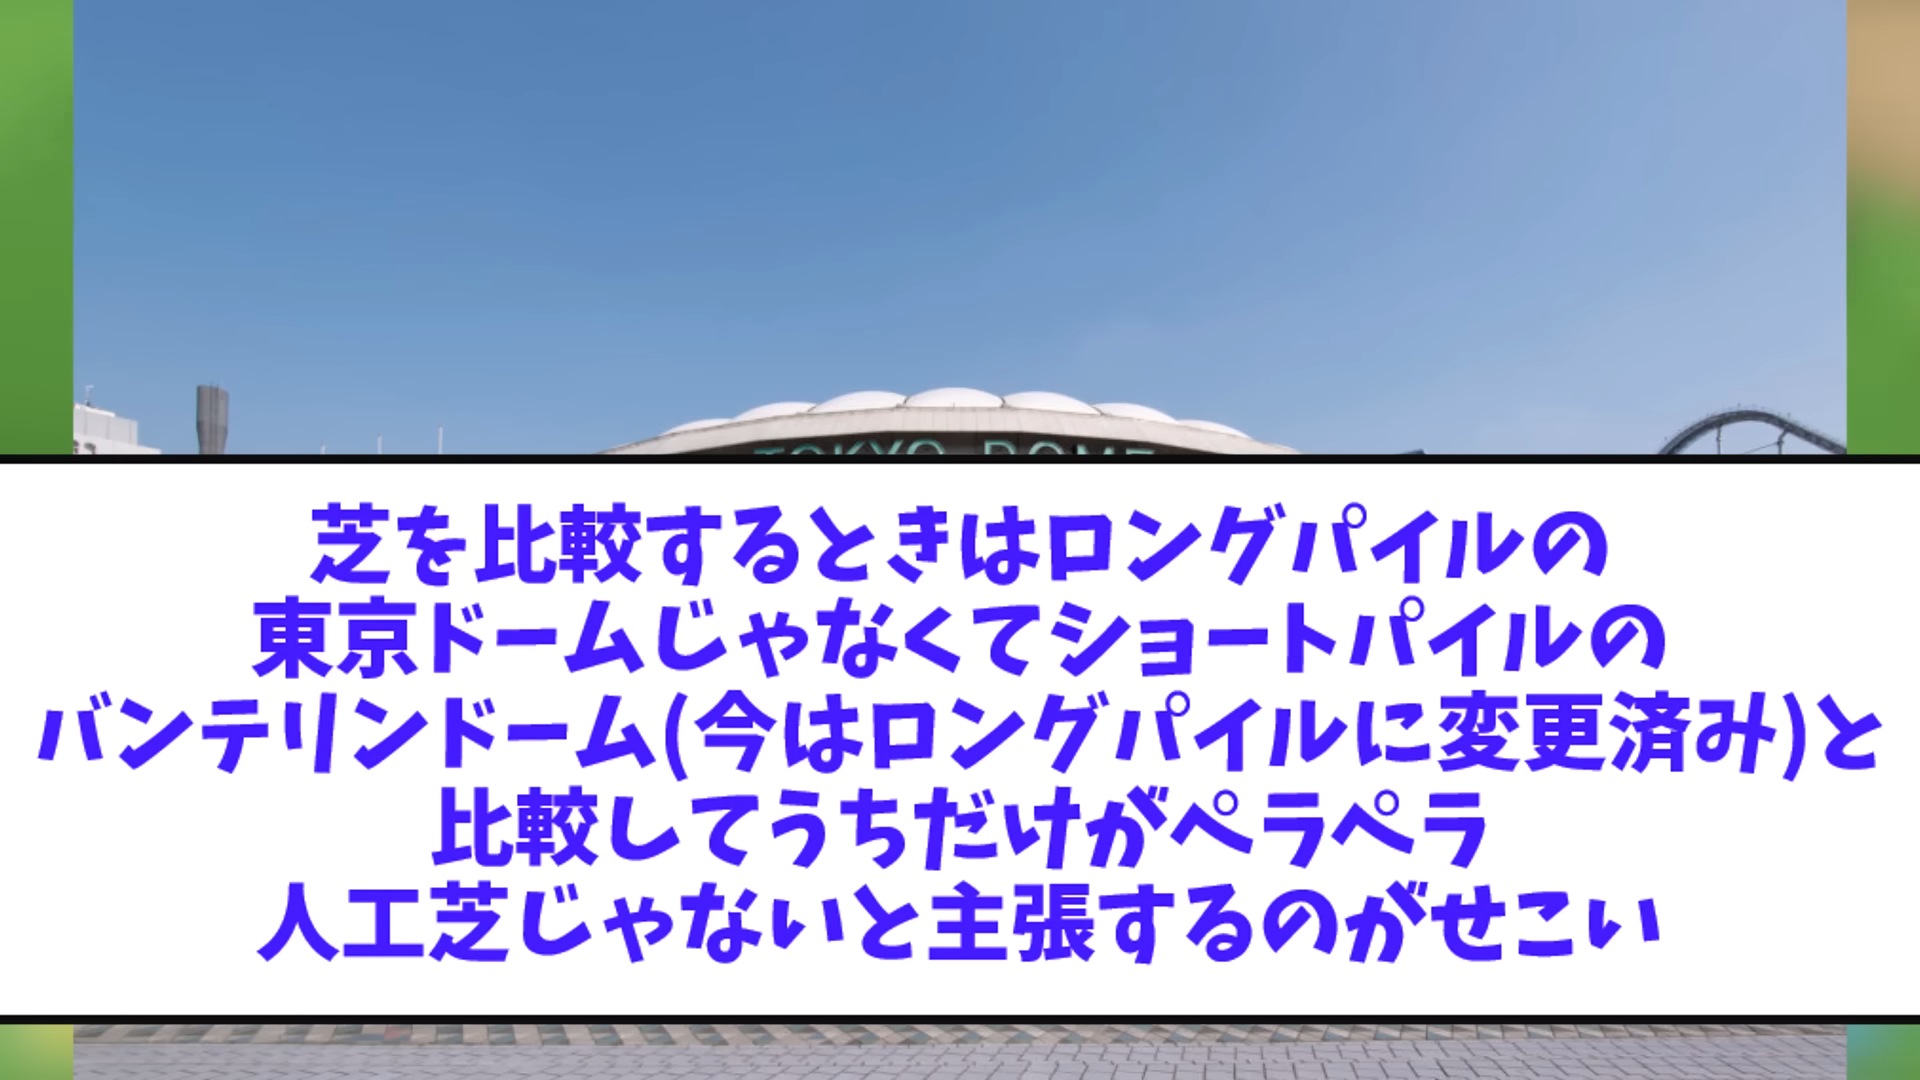 TOKYO DOME
芝を比較するときはロングパイルの
東京ドームじゃなくてショートパイルの
バンテリンドーム(今はロングパイルに変更済み)と
比較してうちだけがペラペラ
人工芝じゃないと主張するのがせこい